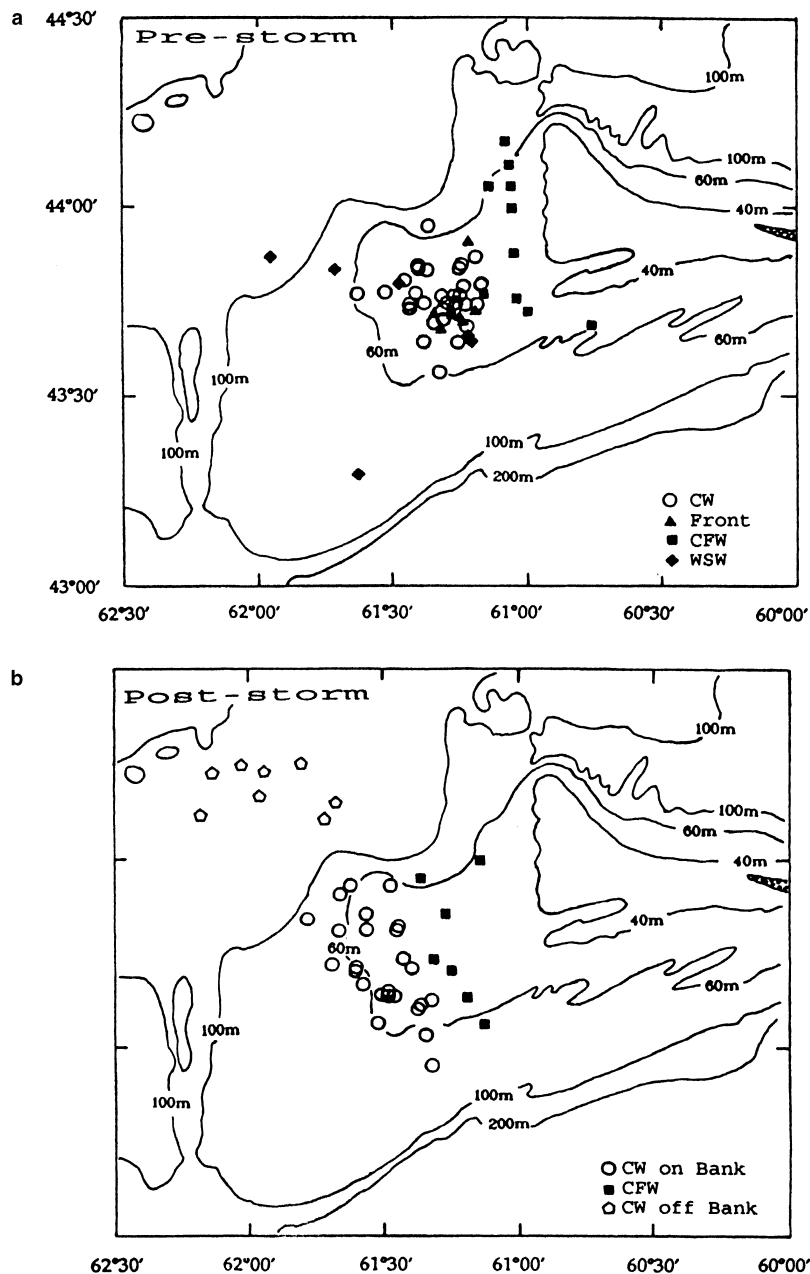 a
44°30′
Pre-storm
100m
100m
60m
44°00′
40m
40m
60m
60m
100m
43°30′
100m
100m
200m
CW
Front
CFW
WSW
43°00′
62°30′
62°00′
61°30′
61°00′
60°30′
60°00′
b
Post-storm
100m
100m
60m
40m
40m
60m
60m
100m
100m
100m
200m
CW on Bank
CFW
CW off Bank
62°30′
62°00′
61°30′
61°00′
60°30′
60°00′